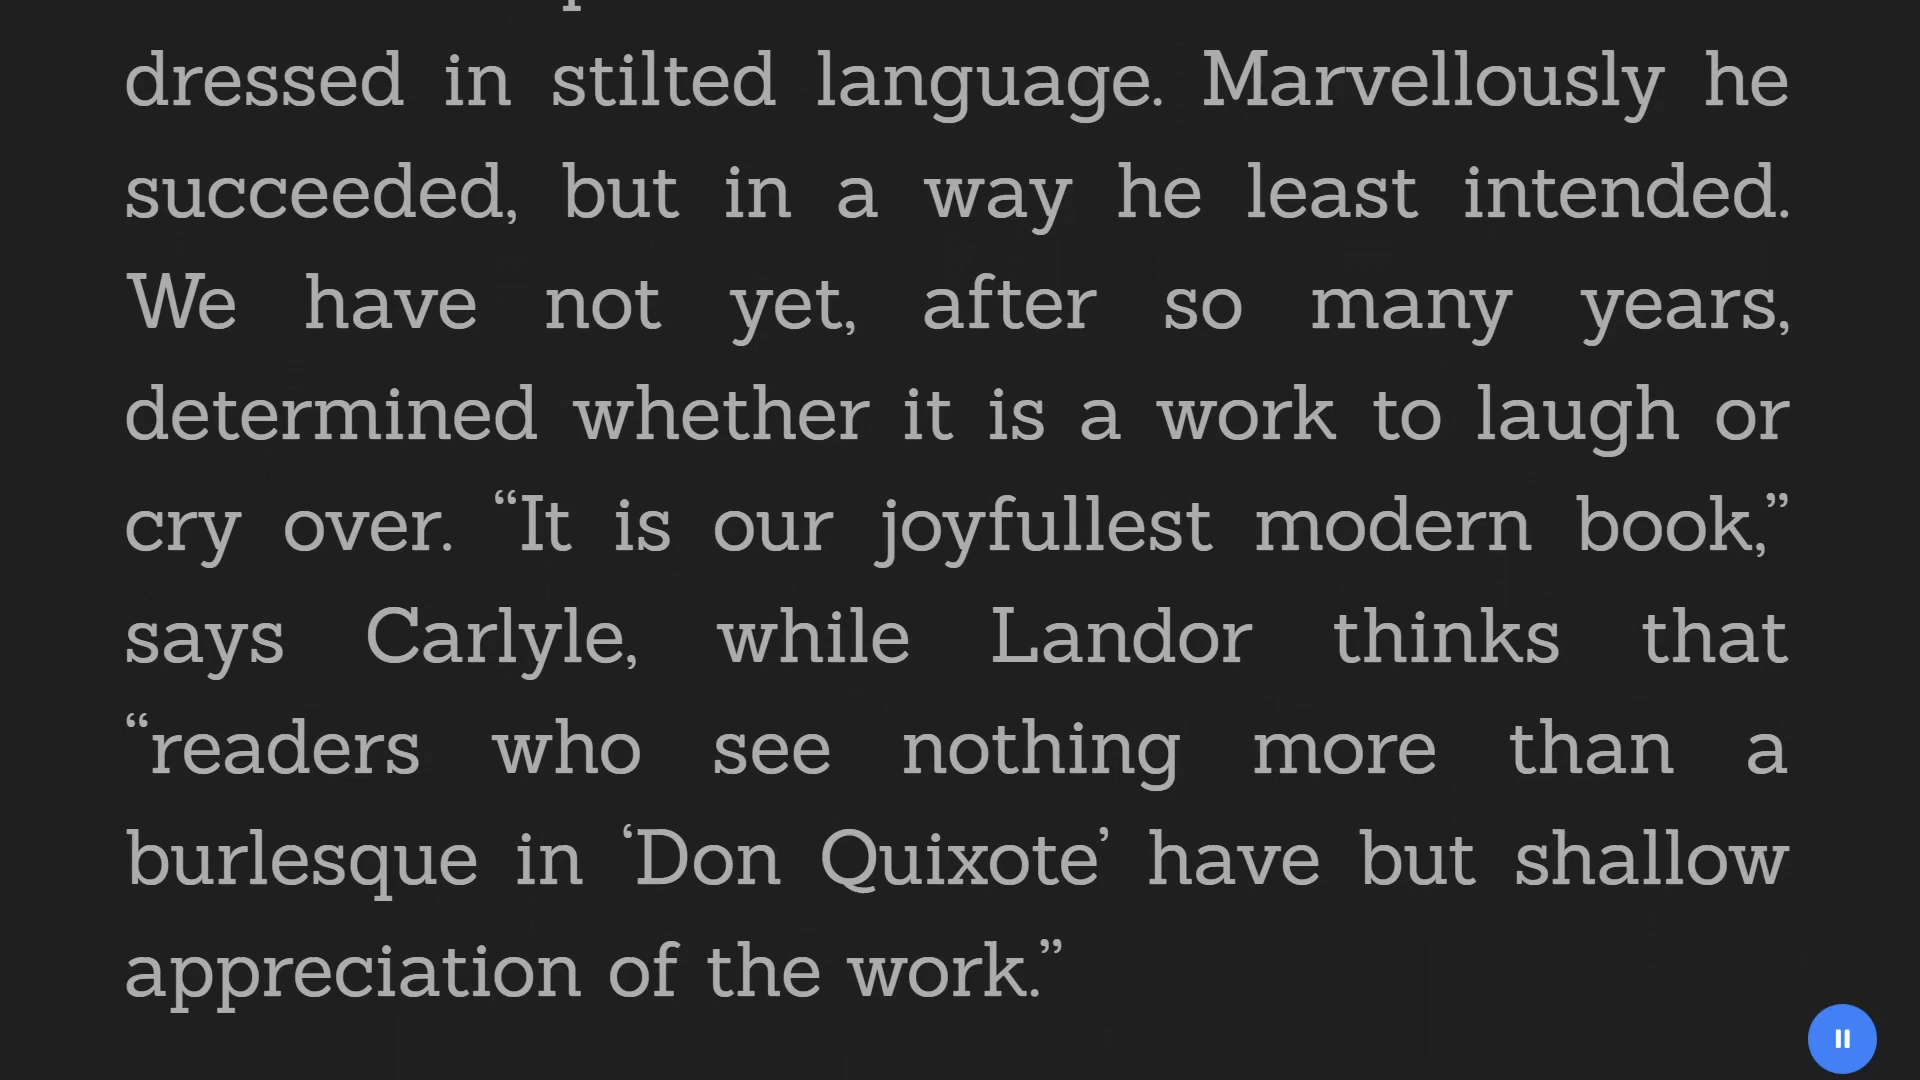 dressed in stilted language. Marvellously he
succeeded, but in a way he least intended.
We have not yet, after so many years,
determined whether it is a work to laugh or
cry over. “It is our joyfullest modern book,”
says Carlyle, while Landor thinks that
“readers who see nothing more than a
burlesque in ‘Don Quixote’ have but shallow
appreciation of the work.”